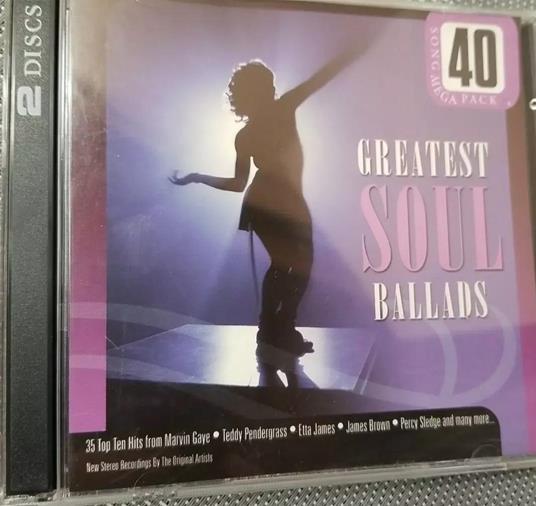 2 DISCS
40
SONG MEGA PACK
GREATEST
SOUL
BALLADS
35 Top Ten Hits from Marvin Gaye • Teddy Pendergrass • Etta James • James Brown • Percy Sledge and many more...
New Stereo Recordings By The Original Artists